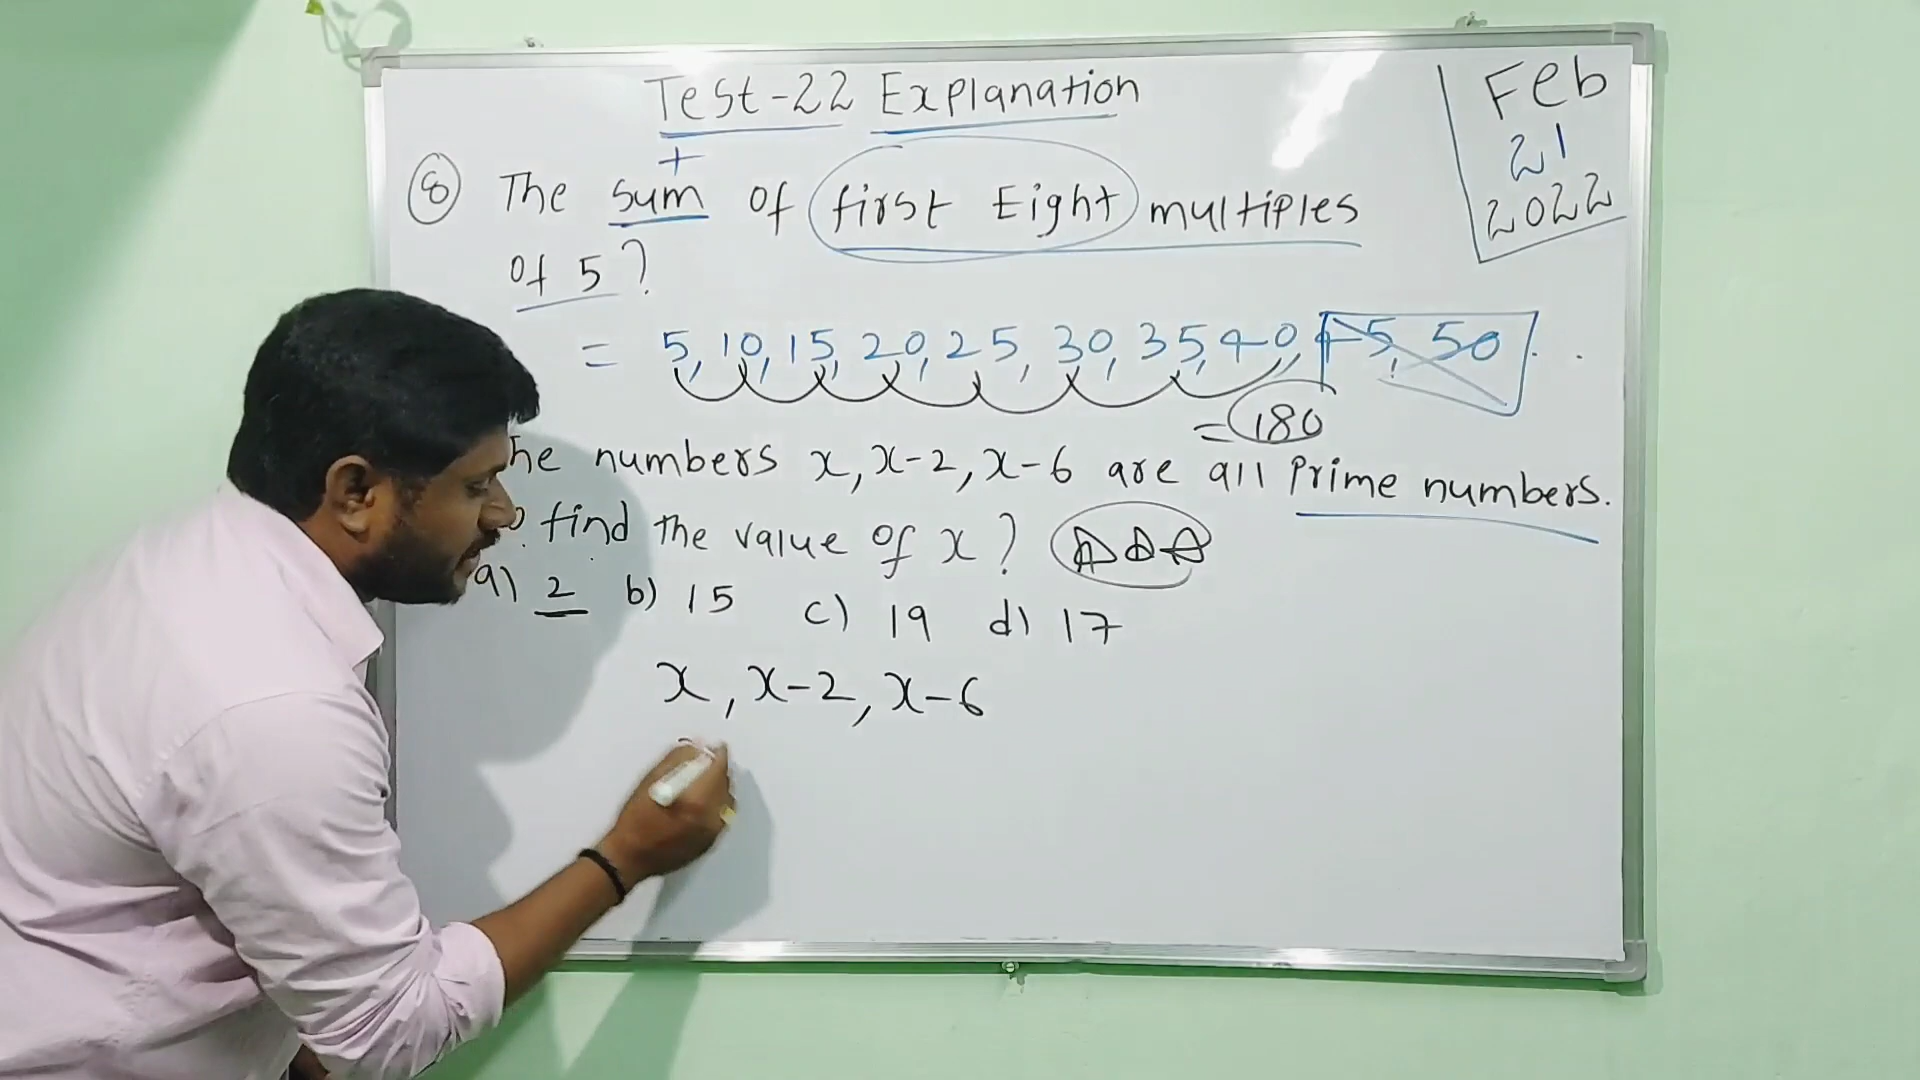 Test-22 Explanation
Feb
21
2022
+
8 The sum of first Eight multiples
of 5?
= 5, 10, 15, 20, 25, 30, 35, 40, 45, 50 . .
= 180
he numbers x, x-2, x-6 are all prime numbers.
find the value of x?
a) 2 b) 15 c) 19 d) 17
x, x-2, x-6